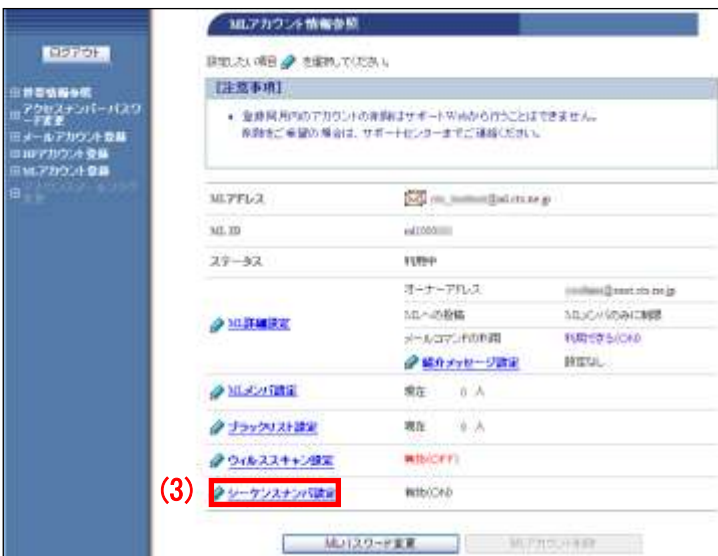 MLアカウント情報参照
ログアウト
設定したい項目 を選択してください。
【注意事項】
・ 登録同月内のアカウントの削除はサポートWebから行うことはできません。
削除をご希望の場合は、サポートセンターまでご連絡ください。
契約情報参照
アクセスナンバー・パスワード変更
メールアカウント登録
HPアカウント登録
MLアカウント登録
MLアドレス
ML ID
ステータス 利用中
オーナーアドレス
ML詳細設定
MLへの投稿 MLメンバのみに制限
メールコマンドの利用 利用できる(ON)
紹介メッセージ設定 設定なし
MLメンバ設定 現在 0 人
ブラックリスト設定 現在 0 人
ウィルススキャン設定 無効(OFF)
(3) シーケンスナンバ設定 有効(ON)
MLパスワード変更 MLアカウント削除